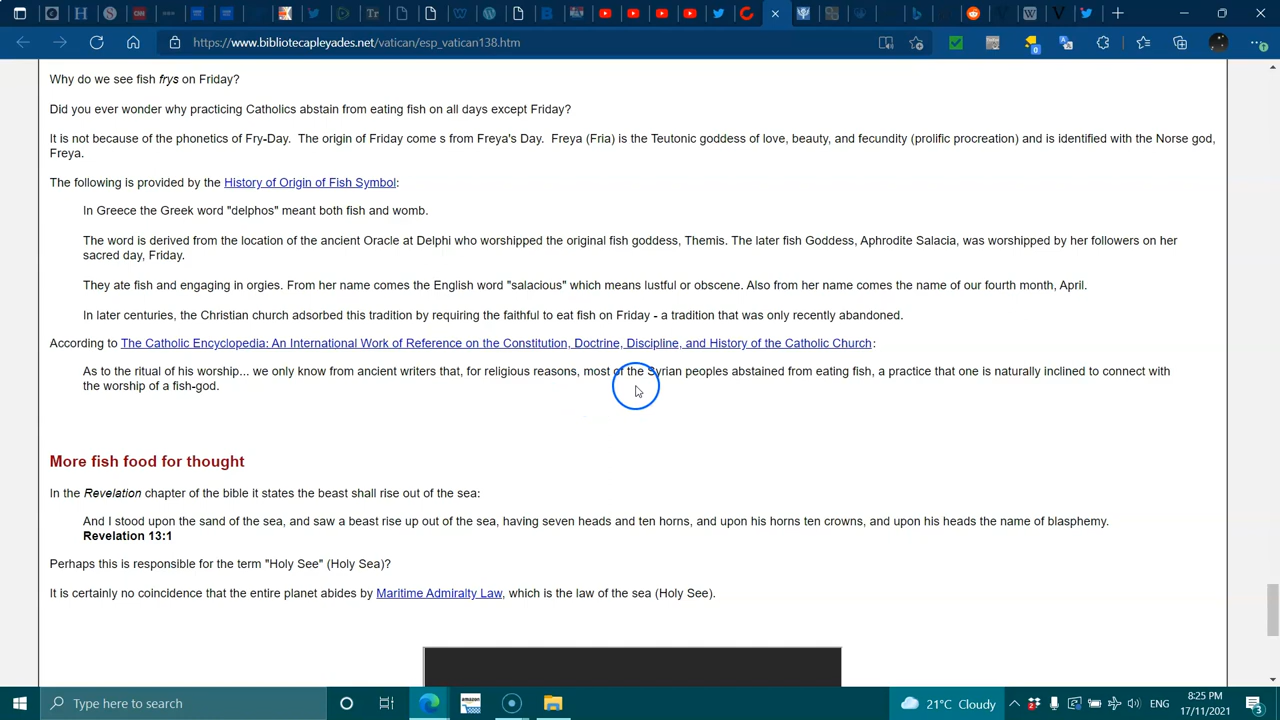 https://www.bibliotecapleyades.net/vatican/esp_vatican138.htm
Why do we see fish frys on Friday?
Did you ever wonder why practicing Catholics abstain from eating fish on all days except Friday?
It is not because of the phonetics of Fry-Day.  The origin of Friday come s from Freya's Day.  Freya (Fria) is the Teutonic goddess of love, beauty, and fecundity (prolific procreation) and is identified with the Norse god,
Freya.
The following is provided by the History of Origin of Fish Symbol:
In Greece the Greek word "delphos" meant both fish and womb.
The word is derived from the location of the ancient Oracle at Delphi who worshipped the original fish goddess, Themis. The later fish Goddess, Aphrodite Salacia, was worshipped by her followers on her
sacred day, Friday.
They ate fish and engaging in orgies. From her name comes the English word "salacious" which means lustful or obscene. Also from her name comes the name of our fourth month, April.
In later centuries, the Christian church adsorbed this tradition by requiring the faithful to eat fish on Friday - a tradition that was only recently abandoned.
According to The Catholic Encyclopedia: An International Work of Reference on the Constitution, Doctrine, Discipline, and History of the Catholic Church:
As to the ritual of his worship... we only know from ancient writers that, for religious reasons, most of the Syrian peoples abstained from eating fish, a practice that one is naturally inclined to connect with
the worship of a fish-god.
More fish food for thought
In the Revelation chapter of the bible it states the beast shall rise out of the sea:
And I stood upon the sand of the sea, and saw a beast rise up out of the sea, having seven heads and ten horns, and upon his horns ten crowns, and upon his heads the name of blasphemy.
Revelation 13:1
Perhaps this is responsible for the term "Holy See" (Holy Sea)?
It is certainly no coincidence that the entire planet abides by Maritime Admiralty Law, which is the law of the sea (Holy See).
Type here to search
21°C Cloudy
ENG
8:25 PM
17/11/2021